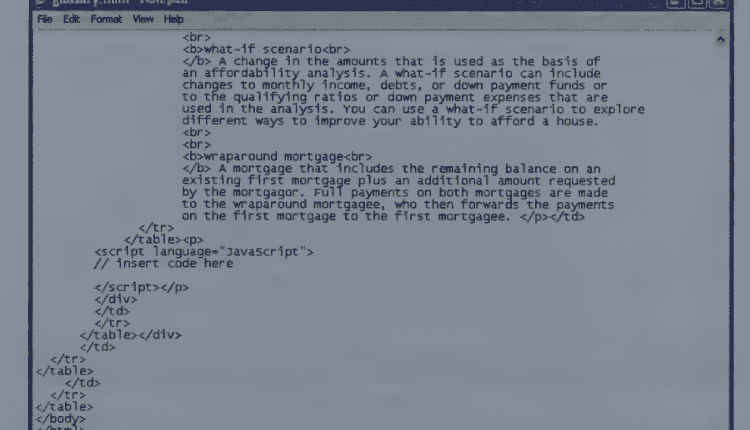 glossary.html - Notepad
File Edit Format View Help
<br>
<b>what-if scenario<br>
</b> A change in the amounts that is used as the basis of
an affordability analysis. A what-if scenario can include
changes to monthly income, debts, or down payment funds or
to the qualifying ratios or down payment expenses that are
used in the analysis. You can use a what-if scenario to explore
different ways to improve your ability to afford a house.
<br>
<br>
<b>wraparound mortgage<br>
</b> A mortgage that includes the remaining balance on an
existing first mortgage plus an additional amount requested
by the mortgagor. Full payments on both mortgages are made
to the wraparound mortgagee, who then forwards the payments
on the first mortgage to the first mortgagee. </p></td>
</tr>
</table><p>
<script language="JavaScript">
// insert code here
</script></p>
</div>
</td>
</tr>
</table></div>
</td>
</tr>
</table>
</td>
</tr>
</table>
</body>
</html>